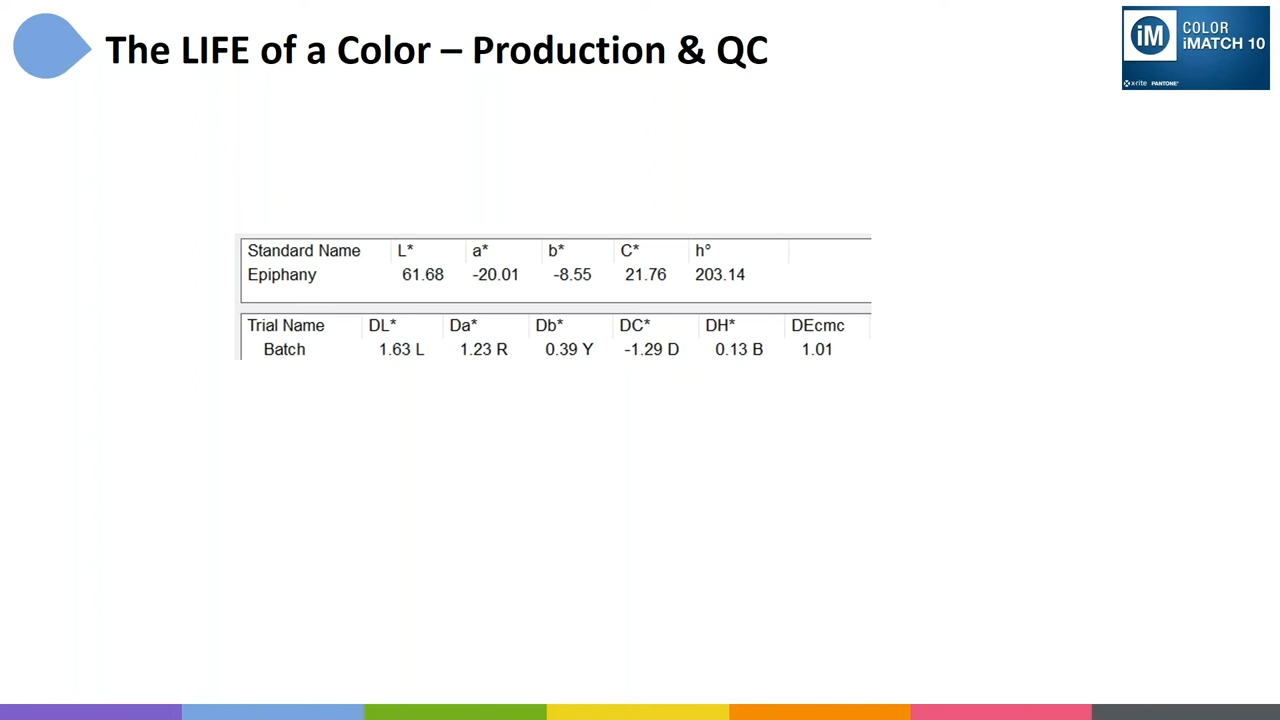 The LIFE of a Color – Production & QC
iM COLOR
iMATCH 10
x·rite PANTONE®
Standard Name L* a* b* C* h°
Epiphany 61.68 -20.01 -8.55 21.76 203.14
Trial Name DL* Da* Db* DC* DH* DEcmc
Batch 1.63 L 1.23 R 0.39 Y -1.29 D 0.13 B 1.01